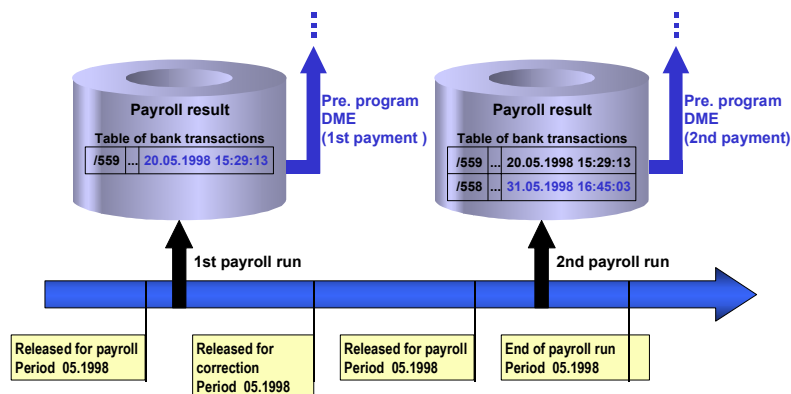 Payroll result
Table of bank transactions
/559 ... 20.05.1998 15:29:13
Pre. program
DME
(1st payment )
Payroll result
Table of bank transactions
/559 ... 20.05.1998 15:29:13
/558 ... 31.05.1998 16:45:03
Pre. program
DME
(2nd payment)
1st payroll run
2nd payroll run
Released for payroll
Period 05.1998
Released for
correction
Period 05.1998
Released for payroll
Period 05.1998
End of payroll run
Period 05.1998